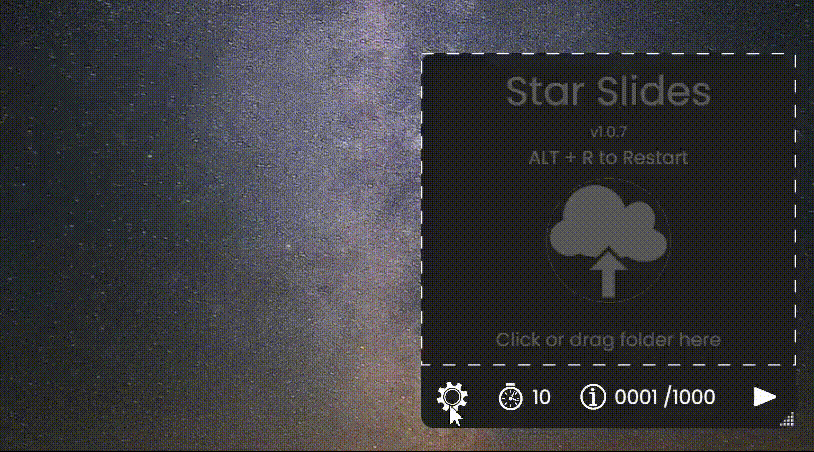 Star Slides
v1.0.7
ALT + R to Restart
Click or drag folder here
10
0001 /1000